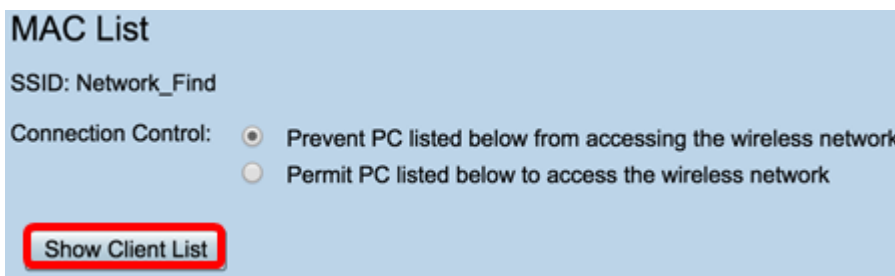 MAC List
SSID: Network_Find
Connection Control: Prevent PC listed below from accessing the wireless network
Permit PC listed below to access the wireless network
Show Client List